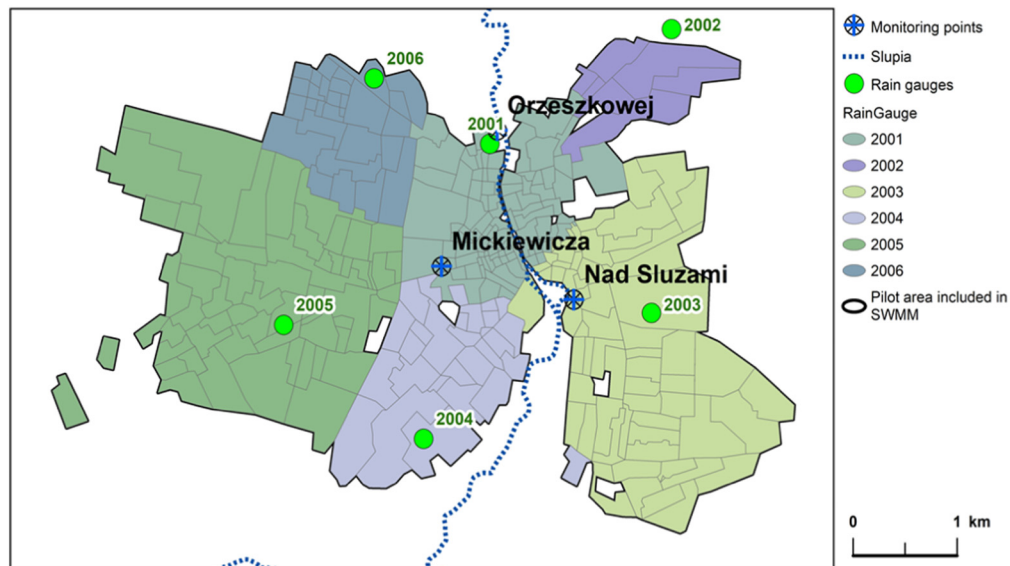 2002
2006
Orzeszkowej
2001
Mickiewicza
Nad Sluzami
2005
2003
2004
Monitoring points
Slupia
Rain gauges
RainGauge
2001
2002
2003
2004
2005
2006
Pilot area included in
SWMM
0 1 km